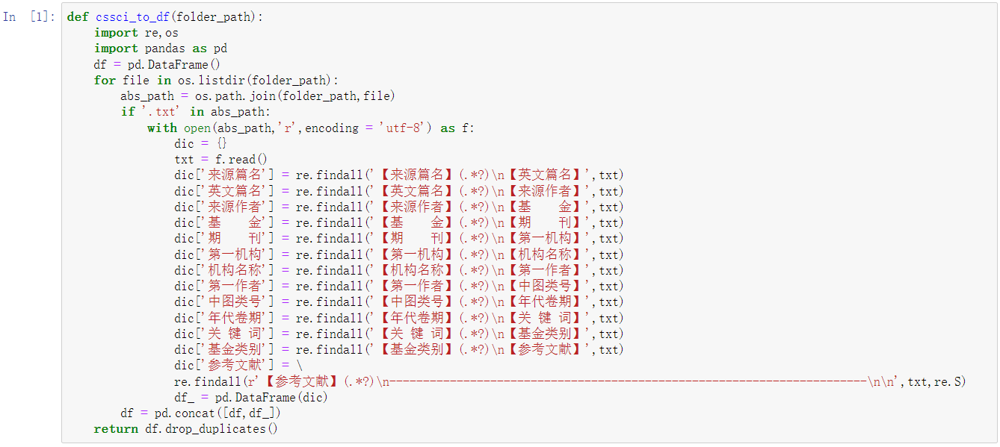 In [1]: def cssci_to_df(folder_path):
    import re,os
    import pandas as pd
    df = pd.DataFrame()
    for file in os.listdir(folder_path):
        abs_path = os.path.join(folder_path,file)
        if '.txt' in abs_path:
            with open(abs_path,'r',encoding = 'utf-8') as f:
                dic = {}
                txt = f.read()
                dic['来源篇名'] = re.findall('【来源篇名】(.*?)\n【英文篇名】',txt)
                dic['英文篇名'] = re.findall('【英文篇名】(.*?)\n【来源作者】',txt)
                dic['来源作者'] = re.findall('【来源作者】(.*?)\n【基    金】',txt)
                dic['基    金'] = re.findall('【基    金】(.*?)\n【期    刊】',txt)
                dic['期    刊'] = re.findall('【期    刊】(.*?)\n【第一机构】',txt)
                dic['第一机构'] = re.findall('【第一机构】(.*?)\n【机构名称】',txt)
                dic['机构名称'] = re.findall('【机构名称】(.*?)\n【第一作者】',txt)
                dic['第一作者'] = re.findall('【第一作者】(.*?)\n【中图类号】',txt)
                dic['中图类号'] = re.findall('【中图类号】(.*?)\n【年代卷期】',txt)
                dic['年代卷期'] = re.findall('【年代卷期】(.*?)\n【关 键 词】',txt)
                dic['关 键 词'] = re.findall('【关 键 词】(.*?)\n【基金类别】',txt)
                dic['基金类别'] = re.findall('【基金类别】(.*?)\n【参考文献】',txt)
                dic['参考文献'] = \
                re.findall(r'【参考文献】(.*?)\n-----------------------------------------------------------------------\n\n',txt,re.S)
                df_ = pd.DataFrame(dic)
        df = pd.concat([df,df_])
    return df.drop_duplicates()